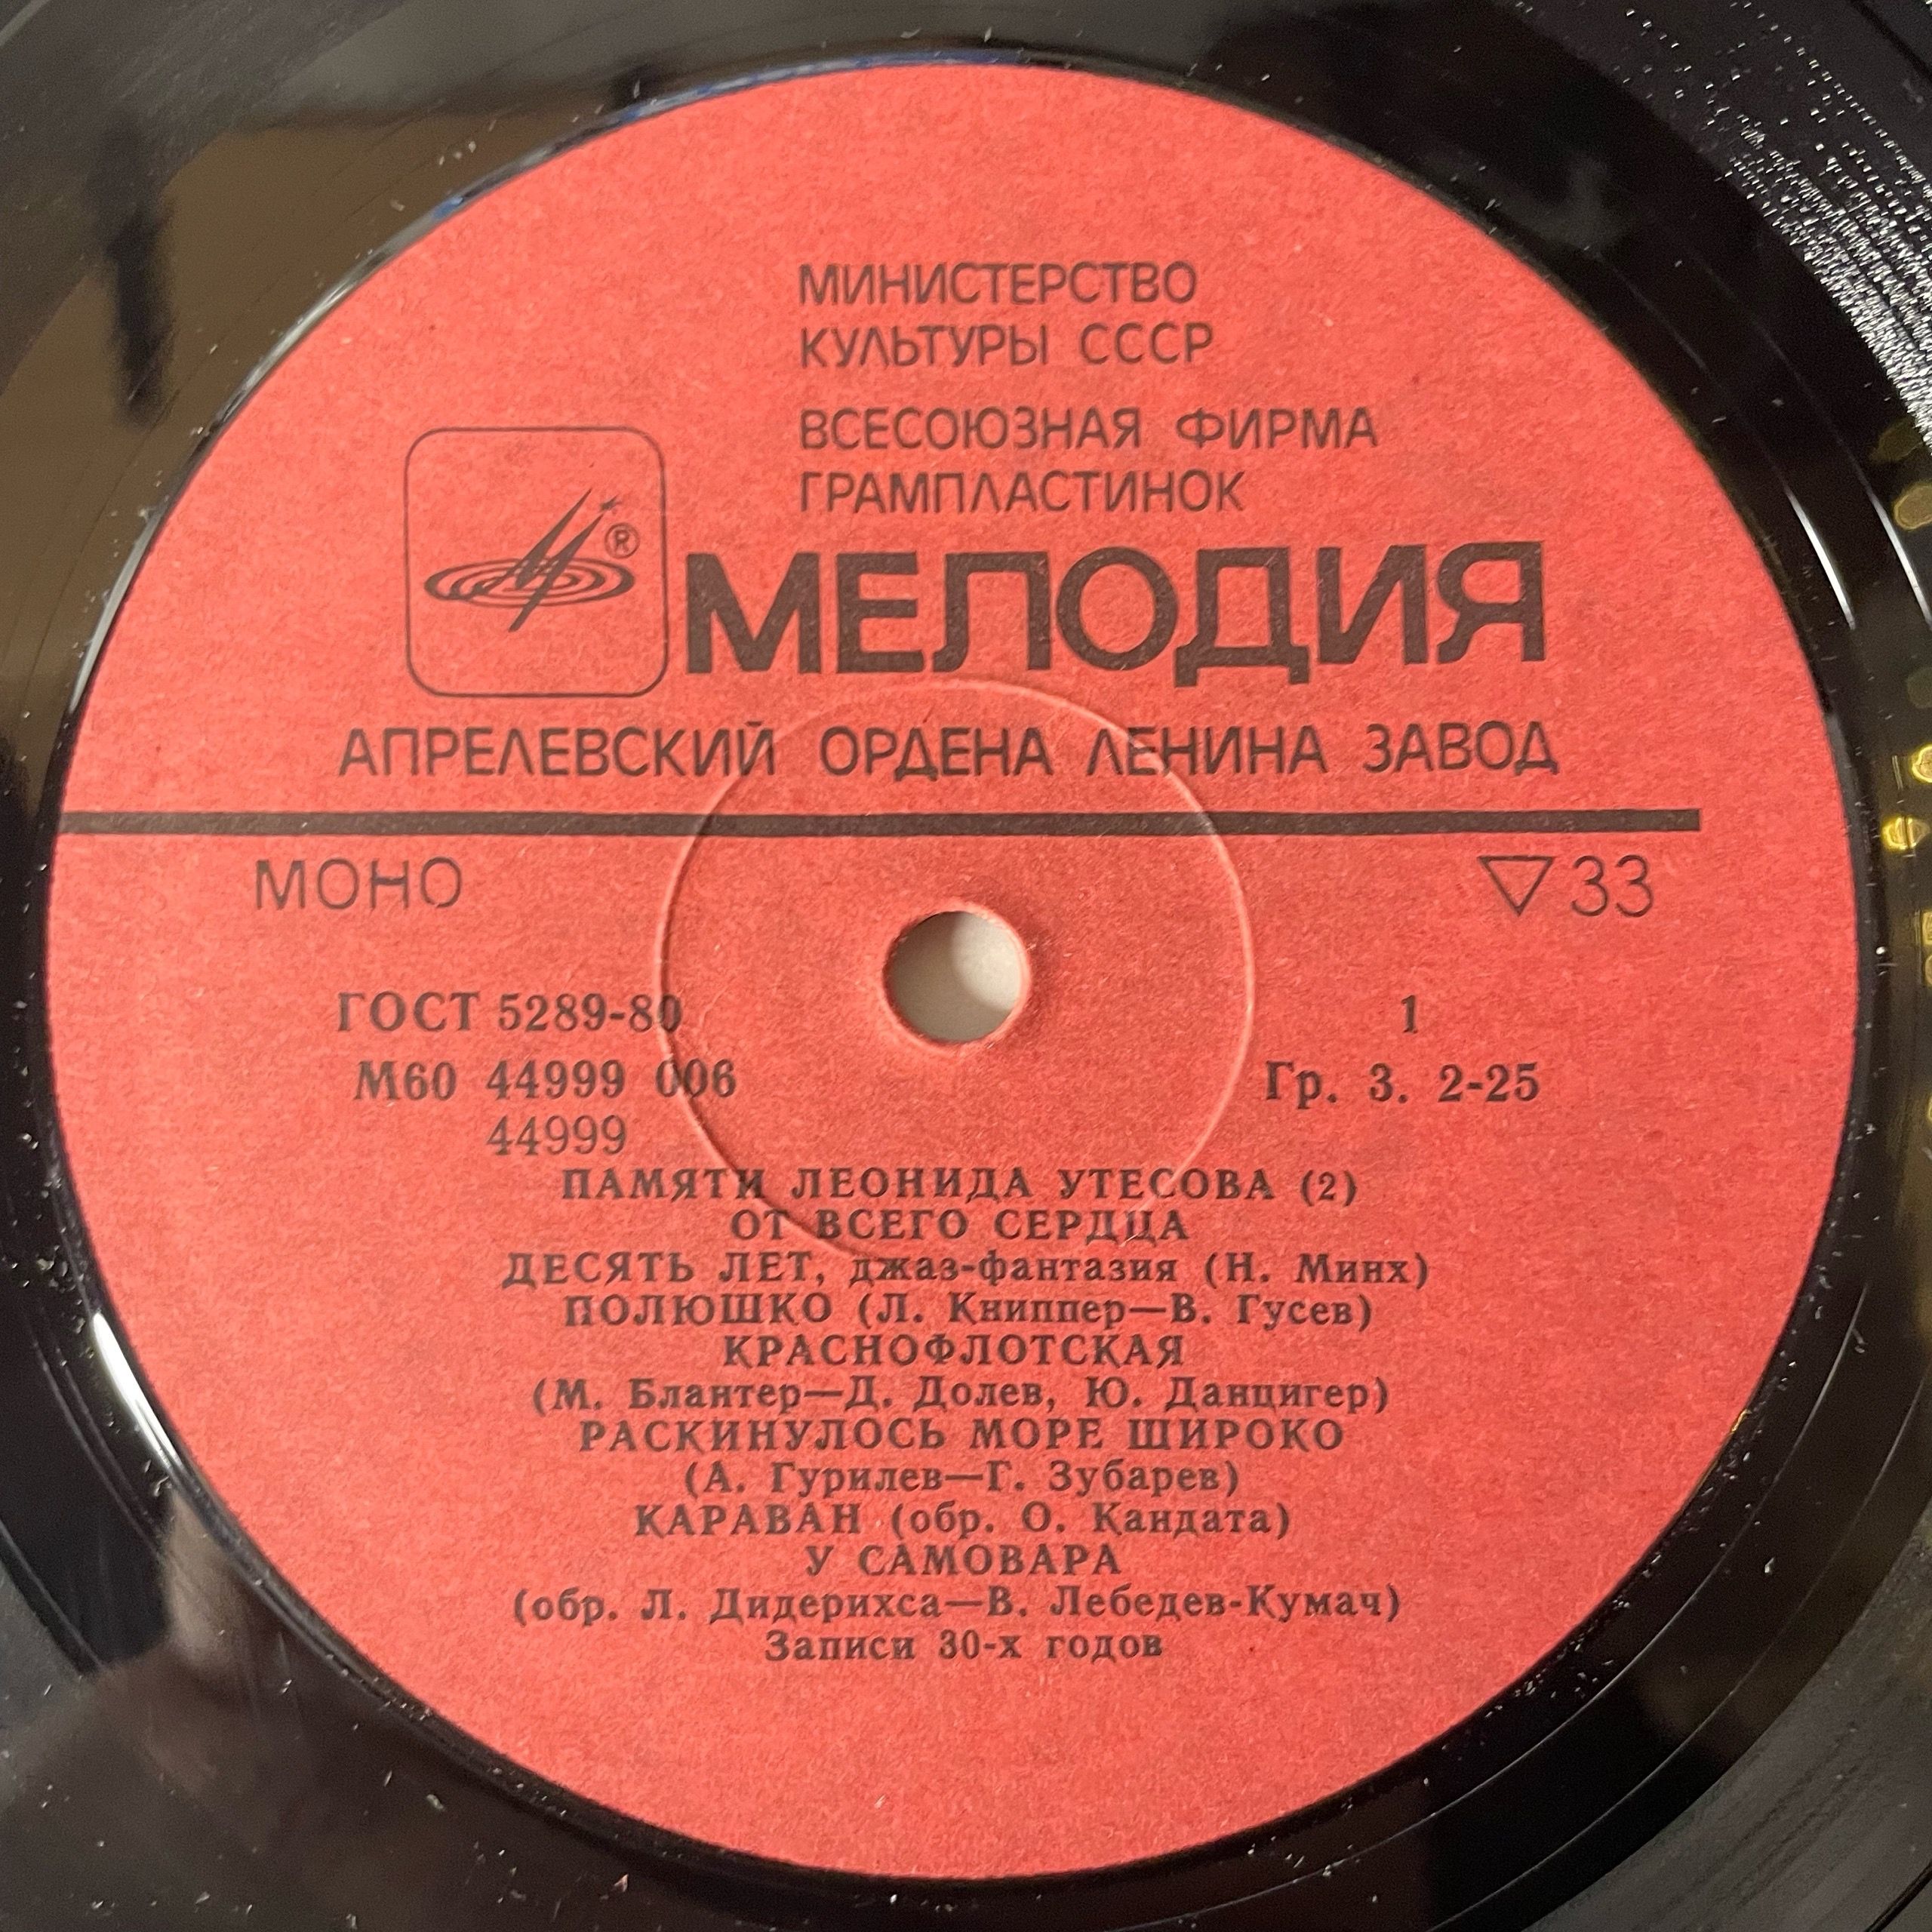 МИНИСТЕРСТВО
КУЛЬТУРЫ СССР
ВСЕСОЮЗНАЯ ФИРМА
ГРАМПЛАСТИНОК
®
МЕЛОДИЯ
АПРЕЛЕВСКИЙ ОРДЕНА ЛЕНИНА ЗАВОД
МОНО
▽33
ГОСТ 5289-80
1
М60 44999 006
Гр. 3. 2-25
44999
ПАМЯТИ ЛЕОНИДА УТЕСОВА (2)
ОТ ВСЕГО СЕРДЦА
ДЕСЯТЬ ЛЕТ, джаз-фантазия (Н. Минх)
ПОЛЮШКО (Л. Книппер—В. Гусев)
КРАСНОФЛОТСКАЯ
(М. Блантер—Д. Долев, Ю. Данцигер)
РАСКИНУЛОСЬ МОРЕ ШИРОКО
(А. Гурилев—Г. Зубарев)
КАРАВАН (обр. О. Кандата)
У САМОВАРА
(обр. Л. Дидерихса—В. Лебедев-Кумач)
Записи 30-х годов